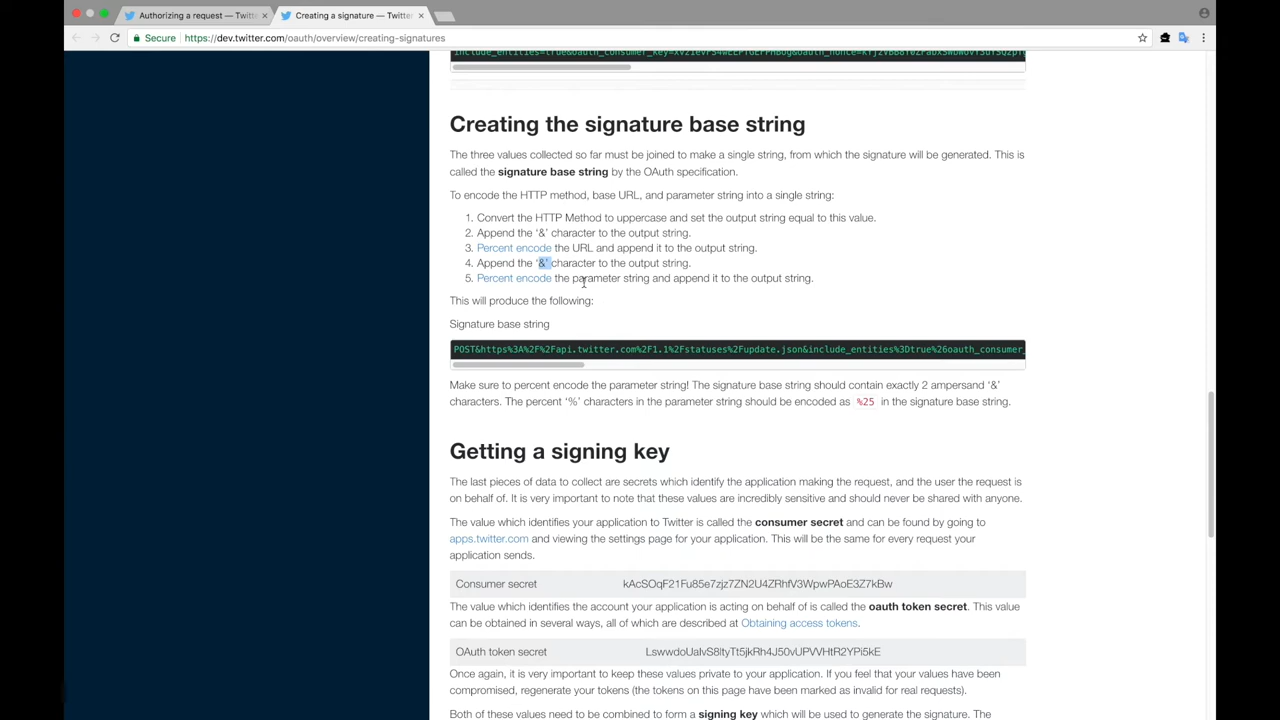 Authorizing a request — Twitte
Creating a signature — Twitter
Secure
https://dev.twitter.com/oauth/overview/creating-signatures
Creating the signature base string
The three values collected so far must be joined to make a single string, from which the signature will be generated. This is
called the signature base string by the OAuth specification.
To encode the HTTP method, base URL, and parameter string into a single string:
1. Convert the HTTP Method to uppercase and set the output string equal to this value.
2. Append the ‘&’ character to the output string.
3. Percent encode the URL and append it to the output string.
4. Append the ‘&’ character to the output string.
5. Percent encode the parameter string and append it to the output string.
This will produce the following:
Signature base string
POST&https%3A%2F%2Fapi.twitter.com%2F1.1%2Fstatuses%2Fupdate.json&include_entities%3Dtrue%26oauth_consumer_
Make sure to percent encode the parameter string! The signature base string should contain exactly 2 ampersand ‘&’
characters. The percent ‘%’ characters in the parameter string should be encoded as %25 in the signature base string.
Getting a signing key
The last pieces of data to collect are secrets which identify the application making the request, and the user the request is
on behalf of. It is very important to note that these values are incredibly sensitive and should never be shared with anyone.
The value which identifies your application to Twitter is called the consumer secret and can be found by going to
apps.twitter.com and viewing the settings page for your application. This will be the same for every request your
application sends.
Consumer secret kAcSOqF21Fu85e7zjz7ZN2U4ZRhfV3WpwPAoE3Z7kBw
The value which identifies the account your application is acting on behalf of is called the oauth token secret. This value
can be obtained in several ways, all of which are described at Obtaining access tokens.
OAuth token secret LswwdoUaIvS8ltyTt5jkRh4J50vUPVVHtR2YPi5kE
Once again, it is very important to keep these values private to your application. If you feel that your values have been
compromised, regenerate your tokens (the tokens on this page have been marked as invalid for real requests).
Both of these values need to be combined to form a signing key which will be used to generate the signature. The